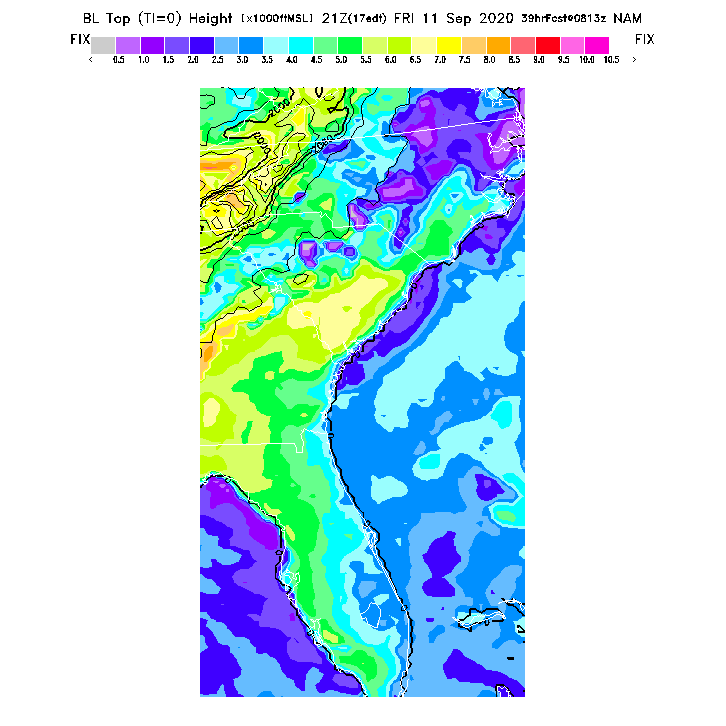 BL Top (TI=0) Height [x1000ftMSL] 21Z(17edt) FRI 11 Sep 2020 39hrFcst@0813z NAM
FIX FIX
< 0.5 1.0 1.5 2.0 2.5 3.0 3.5 4.0 4.5 5.0 5.5 6.0 6.5 7.0 7.5 8.0 8.5 9.0 9.5 10.0 10.5 >
2000
2000
2000